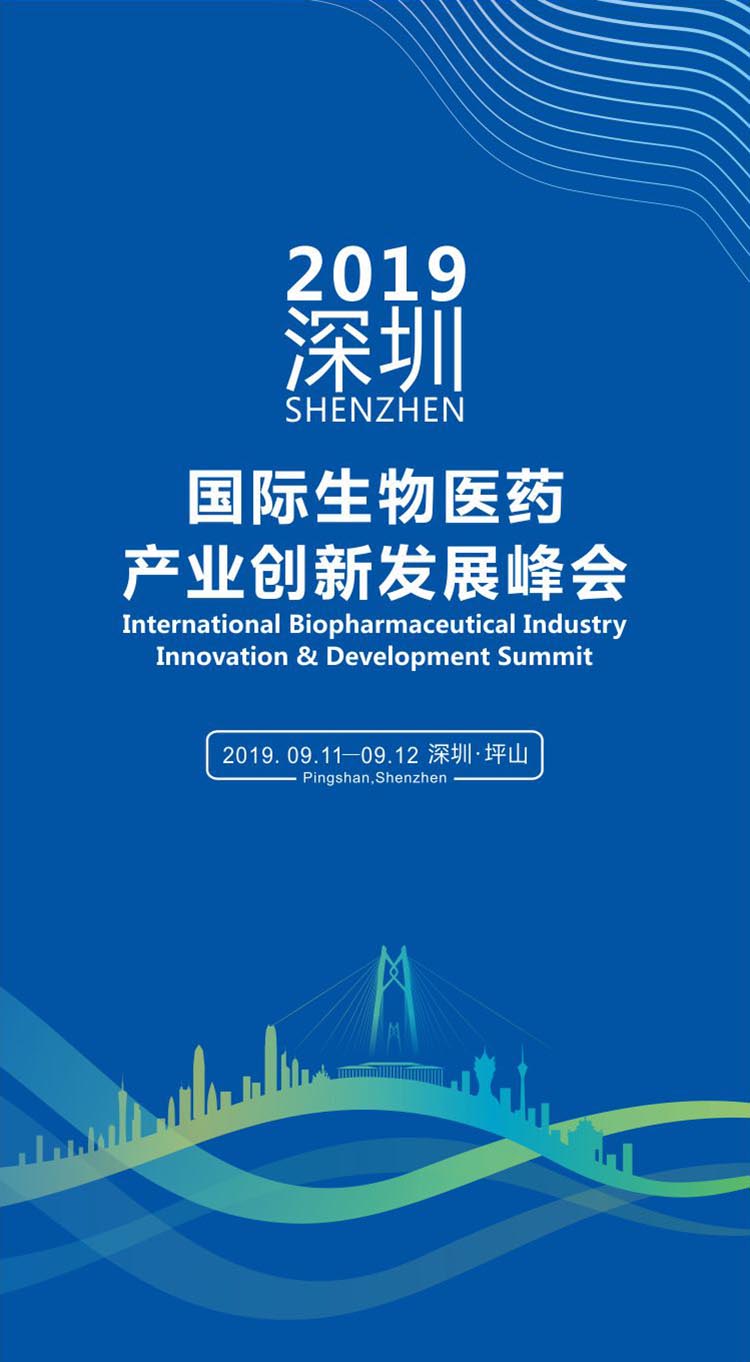 2019
深圳
SHENZHEN
国际生物医药
产业创新发展峰会
International Biopharmaceutical Industry
Innovation & Development Summit
2019. 09.11—09.12 深圳·坪山
Pingshan,Shenzhen